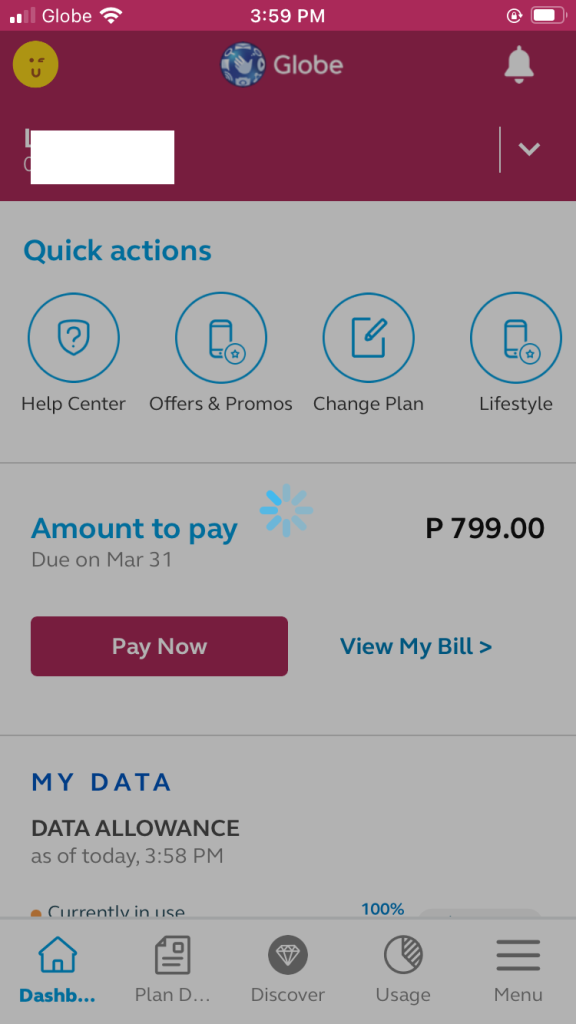 Globe
3:59 PM
Globe
Quick actions
Help Center
Offers & Promos
Change Plan
Lifestyle
Amount to pay
P 799.00
Due on Mar 31
Pay Now
View My Bill >
MY DATA
DATA ALLOWANCE
as of today, 3:58 PM
Currently in use
100%
Dashb...
Plan D...
Discover
Usage
Menu